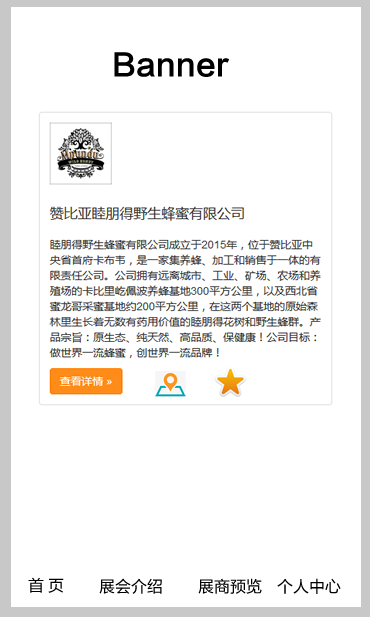 Banner
Mpundu
WILD HONEY
赞比亚睦朋得野生蜂蜜有限公司
睦朋得野生蜂蜜有限公司成立于2015年，位于赞比亚中
央省首府卡布韦，是一家集养蜂、加工和销售于一体的有
限责任公司。公司拥有远离城市、工业、矿场、农场和养
殖场的卡比里屹佩波养蜂基地300平方公里，以及西北省
蜜龙哥采蜜基地约200平方公里，在这两个基地的原始森
林里生长着无数有药用价值的睦朋得花树和野生蜂群。产
品宗旨：原生态、纯天然、高品质、保健康！公司目标：
做世界一流蜂蜜，创世界一流品牌！
查看详情 »
首 页 展会介绍 展商预览 个人中心